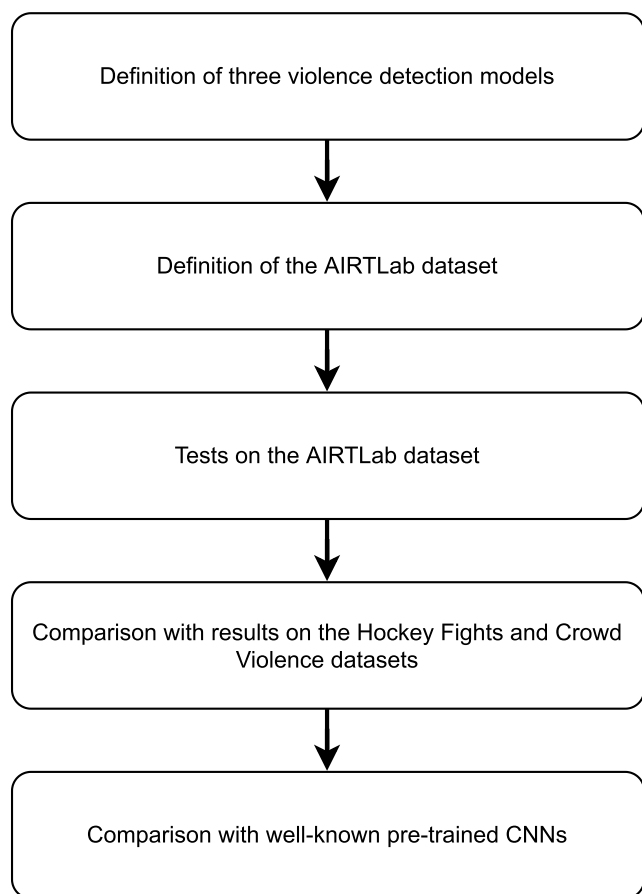 Definition of three violence detection models
Definition of the AIRTLab dataset
Tests on the AIRTLab dataset
Comparison with results on the Hockey Fights and Crowd
Violence datasets
Comparison with well-known pre-trained CNNs